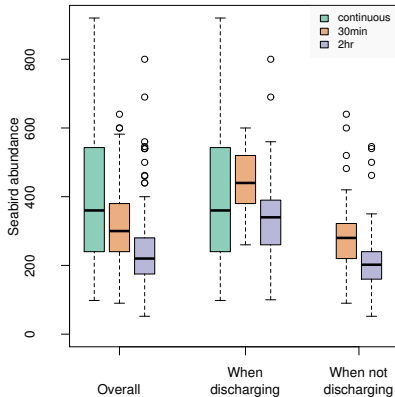 continuous
30min
2hr
Seabird abundance
800
600
400
200
0
Overall
When
discharging
When not
discharging